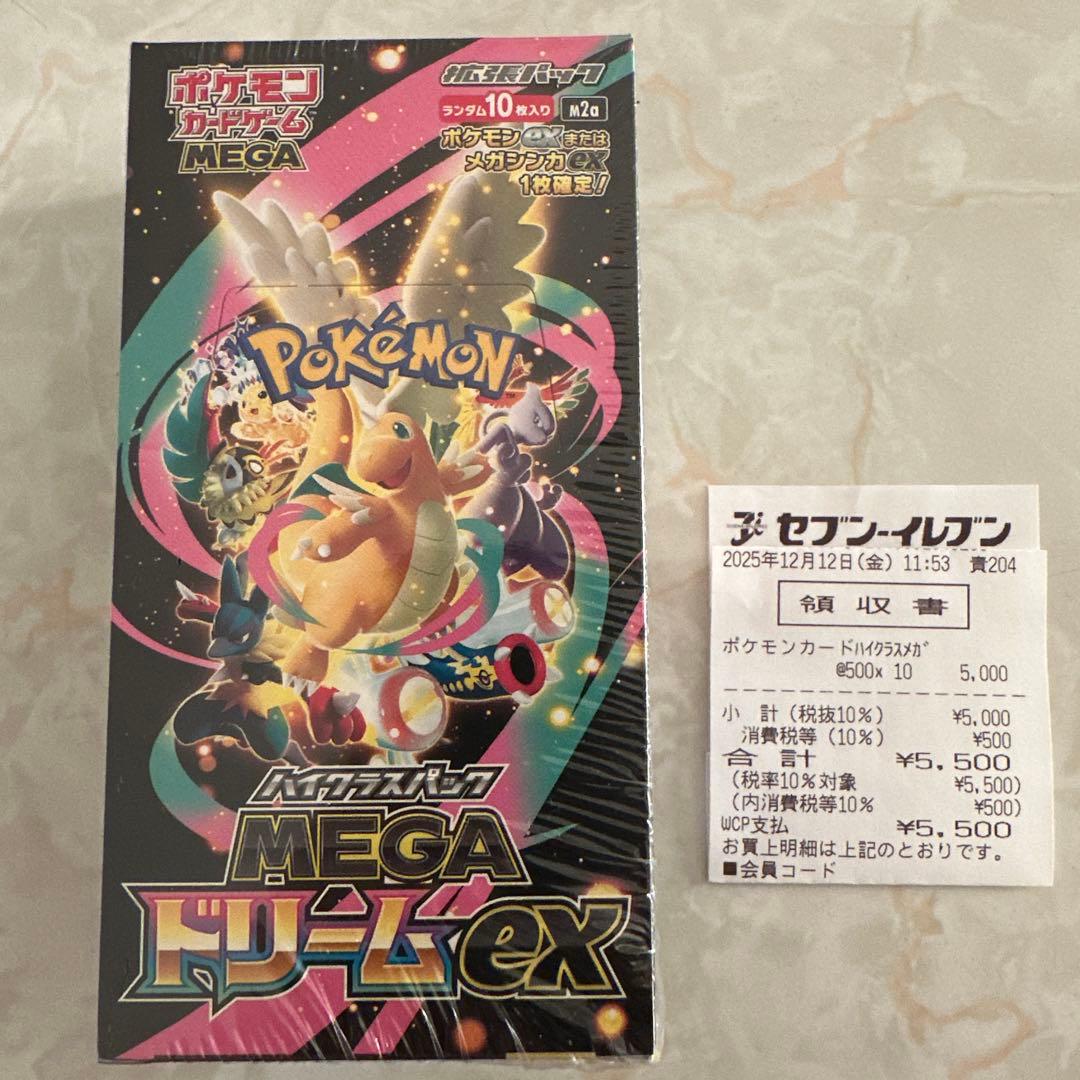 ポケモン
カードゲーム
MEGA
拡張パック
ランダム10枚入り M2a
ポケモンexまたは
メガシンカex
1枚確定!
POKéMON
TM
ハイクラスパック
MEGA
ドリームex
セブン-イレブン
2025年12月12日(金) 11:53 責204
領収書
ポケモンカードハイクラスメガ
@500x 10 5,000
小 計(税抜10%) ¥5,000
消費税等(10%) ¥500
合 計 ¥5,500
(税率10%対象 ¥5,500)
(内消費税等10% ¥500)
WCP支払 ¥5,500
お買上明細は上記のとおりです。
■会員コード